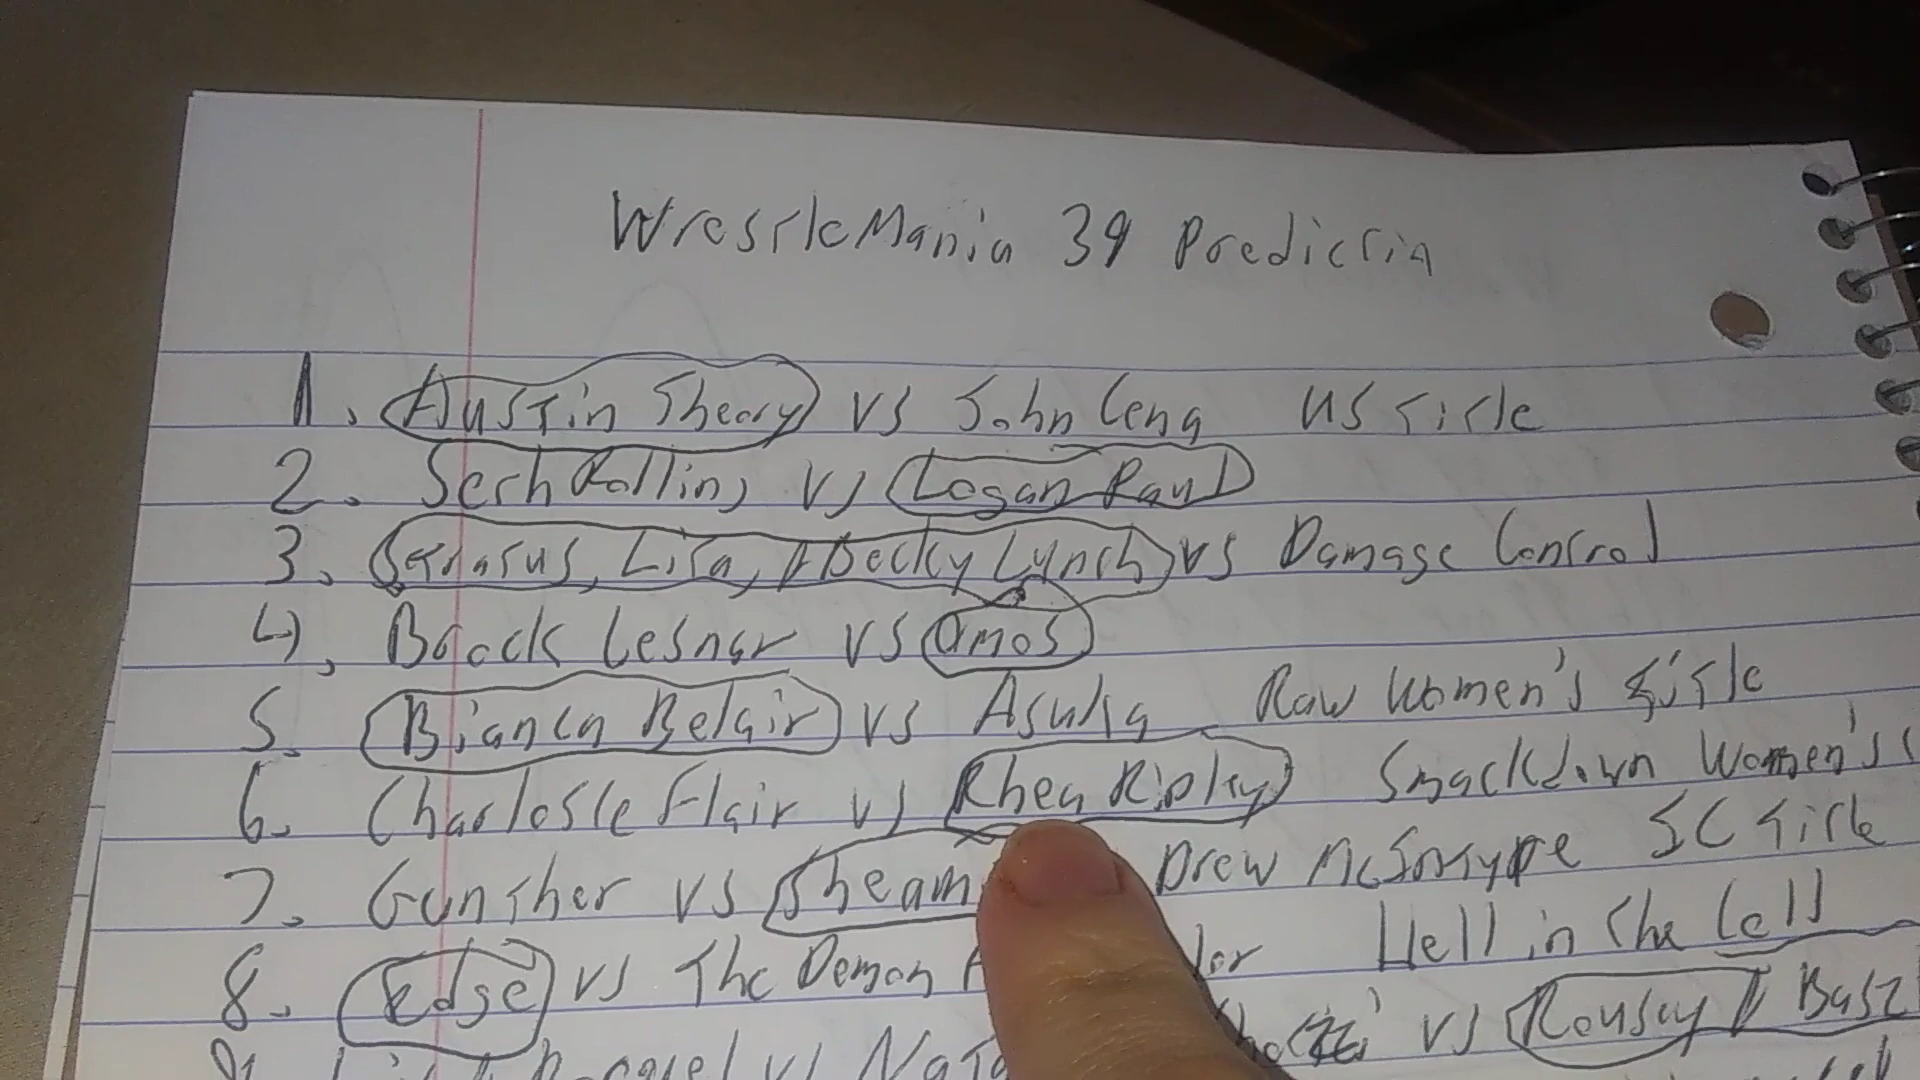 WrestleMania 39 Predictin
1. Austin Theory vs John Cena US Title
2. Seth Rollins vs Logan Paul
3. Lita, + Becky Lynch vs Damage Control
4. Brock Lesnar vs Omos
5. Bianca Belair vs Asuka Raw Women's Title
6. Charlotte Flair vs Rhea Ripley Smackdown Women's
7. Gunther vs Sheam Drew McIntype IC Title
8. Edge vs The Demon Hell in The Cell
9. vs Rousey